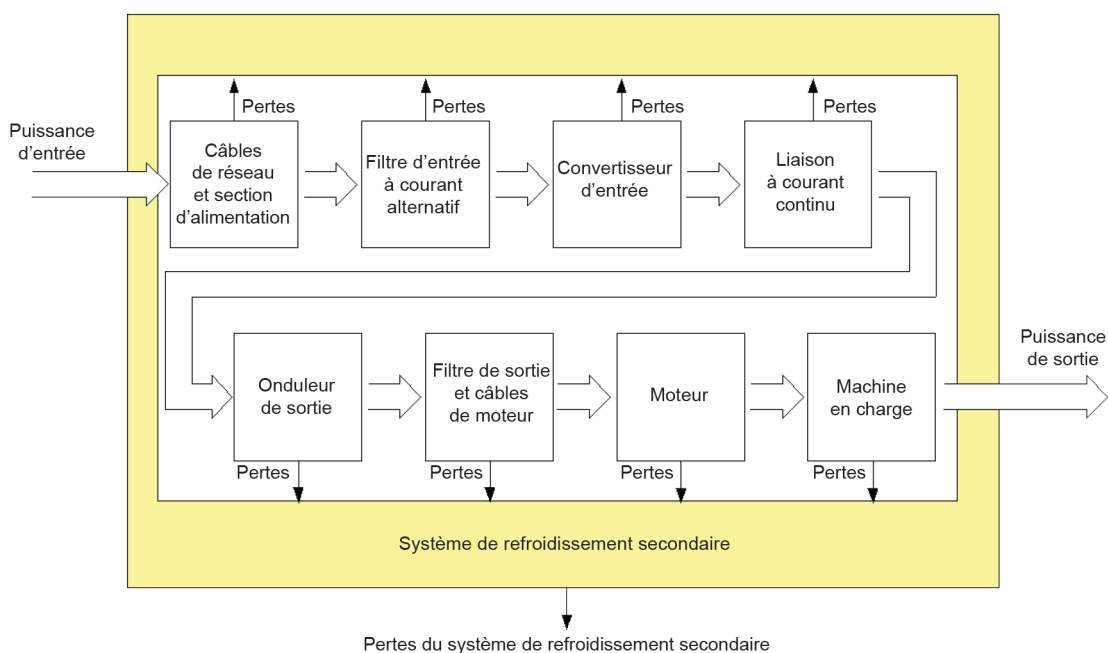 Pertes
Pertes
Pertes
Pertes
Puissance
d'entrée
Câbles
de réseau
et section
d'alimentation
Filtre d'entrée
à courant
alternatif
Convertisseur
d'entrée
Liaison
à courant
continu
Onduleur
de sortie
Filtre de sortie
et câbles
de moteur
Moteur
Machine
en charge
Puissance
de sortie
Pertes
Pertes
Pertes
Pertes
Système de refroidissement secondaire
Pertes du système de refroidissement secondaire